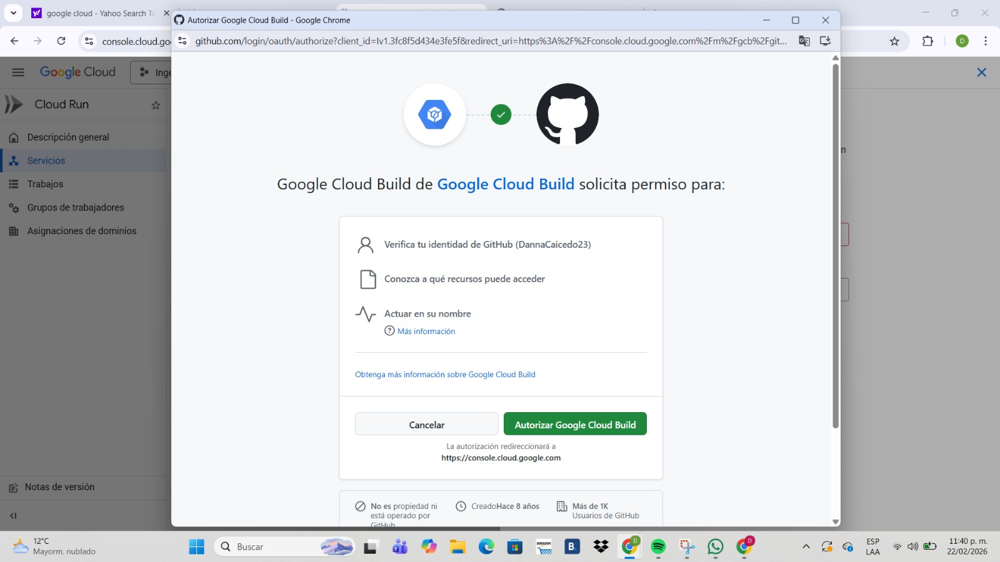 google cloud - Yahoo Search Tu
Autorizar Google Cloud Build - Google Chrome
console.cloud.goo
github.com/login/oauth/authorize?client_id=Iv1.3fc8f5d434e3fe5f&redirect_uri=https%3A%2F%2Fconsole.cloud.google.com%2Fm%2Fgcb%2Fgit...
D
Google Cloud
Inge
Cloud Run
Descripción general
Servicios
Trabajos
Grupos de trabajadores
Asignaciones de dominios
Notas de versión
Google Cloud Build de Google Cloud Build solicita permiso para:
Verifica tu identidad de GitHub (DannaCaicedo23)
Conozca a qué recursos puede acceder
Actuar en su nombre
Más información
Obtenga más información sobre Google Cloud Build
Cancelar
Autorizar Google Cloud Build
La autorización redireccionará a
https://console.cloud.google.com
No es propiedad ni
está operado por
GitHub
CreadoHace 8 años
Más de 1K
Usuarios de GitHub
n
12°C
Mayorm. nublado
Buscar
amazon
B.
D
D
ESP
LAA
11:40 p. m.
22/02/2026